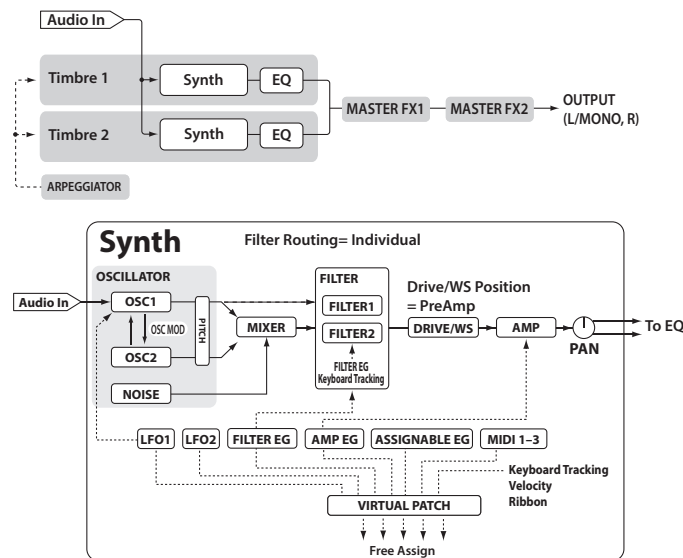 Audio In
Timbre 1
Synth
EQ
Timbre 2
Synth
EQ
MASTER FX1
MASTER FX2
OUTPUT
(L/MONO, R)
ARPEGGIATOR
Synth
Filter Routing= Individual
OSCILLATOR
Audio In
OSC1
OSC MOD
OSC2
PITCH
NOISE
MIXER
FILTER
FILTER1
FILTER2
FILTER EG
Keyboard Tracking
Drive/WS Position
= PreAmp
DRIVE/WS
AMP
PAN
To EQ
LFO1
LFO2
FILTER EG
AMP EG
ASSIGNABLE EG
MIDI 1–3
Keyboard Tracking
Velocity
Ribbon
VIRTUAL PATCH
Free Assign